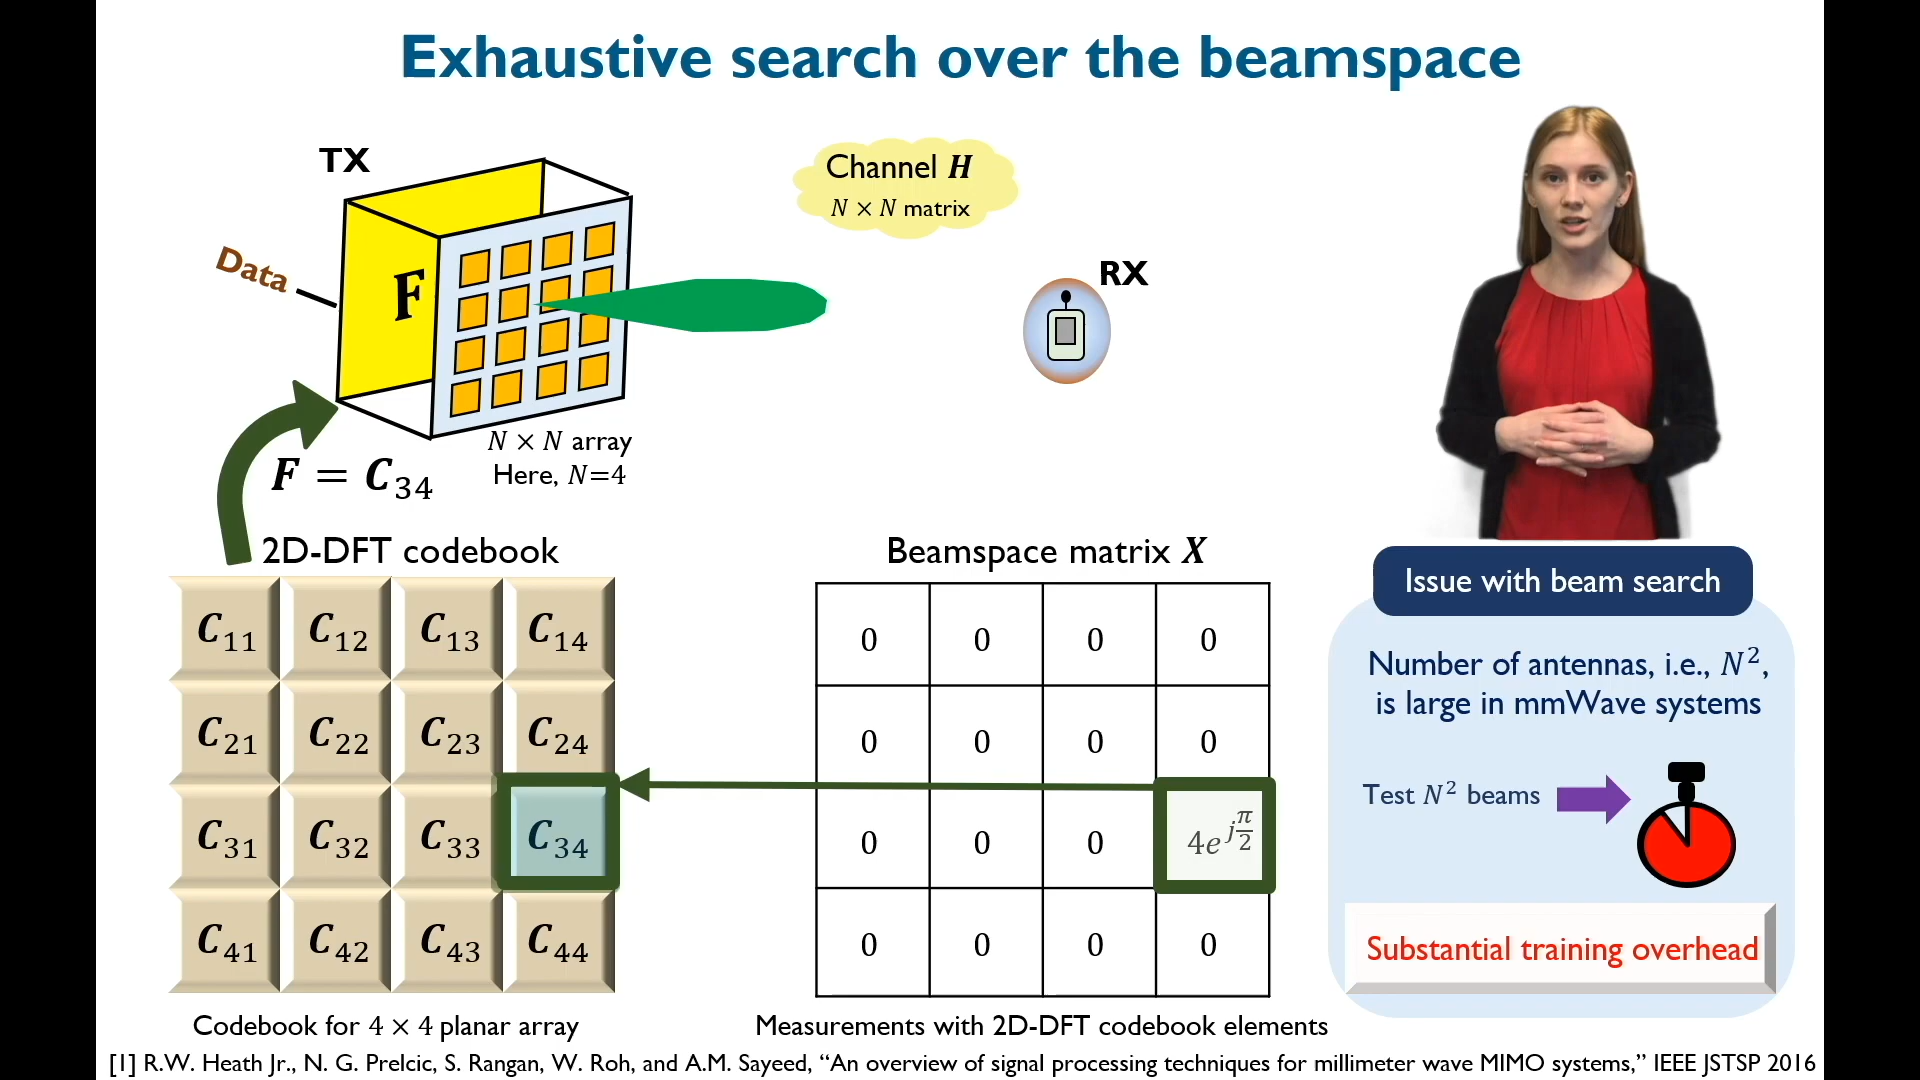 Exhaustive search over the beamspace
TX
Channel H
N × N matrix
Data
F
RX
N × N array
Here, N=4
F = C₃₄
2D-DFT codebook
C₁₁ C₁₂ C₁₃ C₁₄
C₂₁ C₂₂ C₂₃ C₂₄
C₃₁ C₃₂ C₃₃ C₃₄
C₄₁ C₄₂ C₄₃ C₄₄
Codebook for 4 × 4 planar array
Beamspace matrix X
0 0 0 0
0 0 0 0
0 0 0 4e^{jπ/2}
0 0 0 0
Measurements with 2D-DFT codebook elements
Issue with beam search
Number of antennas, i.e., N²,
is large in mmWave systems
Test N² beams
Substantial training overhead
[1] R.W. Heath Jr., N. G. Prelcic, S. Rangan, W. Roh, and A.M. Sayeed, “An overview of signal processing techniques for millimeter wave MIMO systems,” IEEE JSTSP 2016